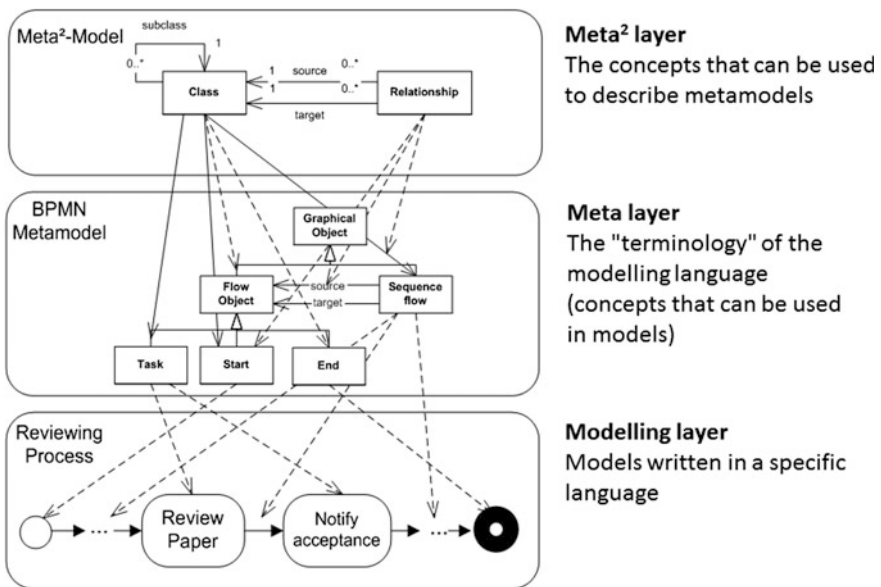 Meta²-Model
subclass
1
0..*
Class
1
source
0..*
1
0..*
target
Relationship
Meta² layer
The concepts that can be used
to describe metamodels
BPMN
Metamodel
Graphical
Object
Flow
Object
source
target
Sequence
flow
Task
Start
End
Meta layer
The "terminology" of the
modelling language
(concepts that can be used
in models)
Reviewing
Process
...
Review
Paper
Notify
acceptance
...
Modelling layer
Models written in a specific
language